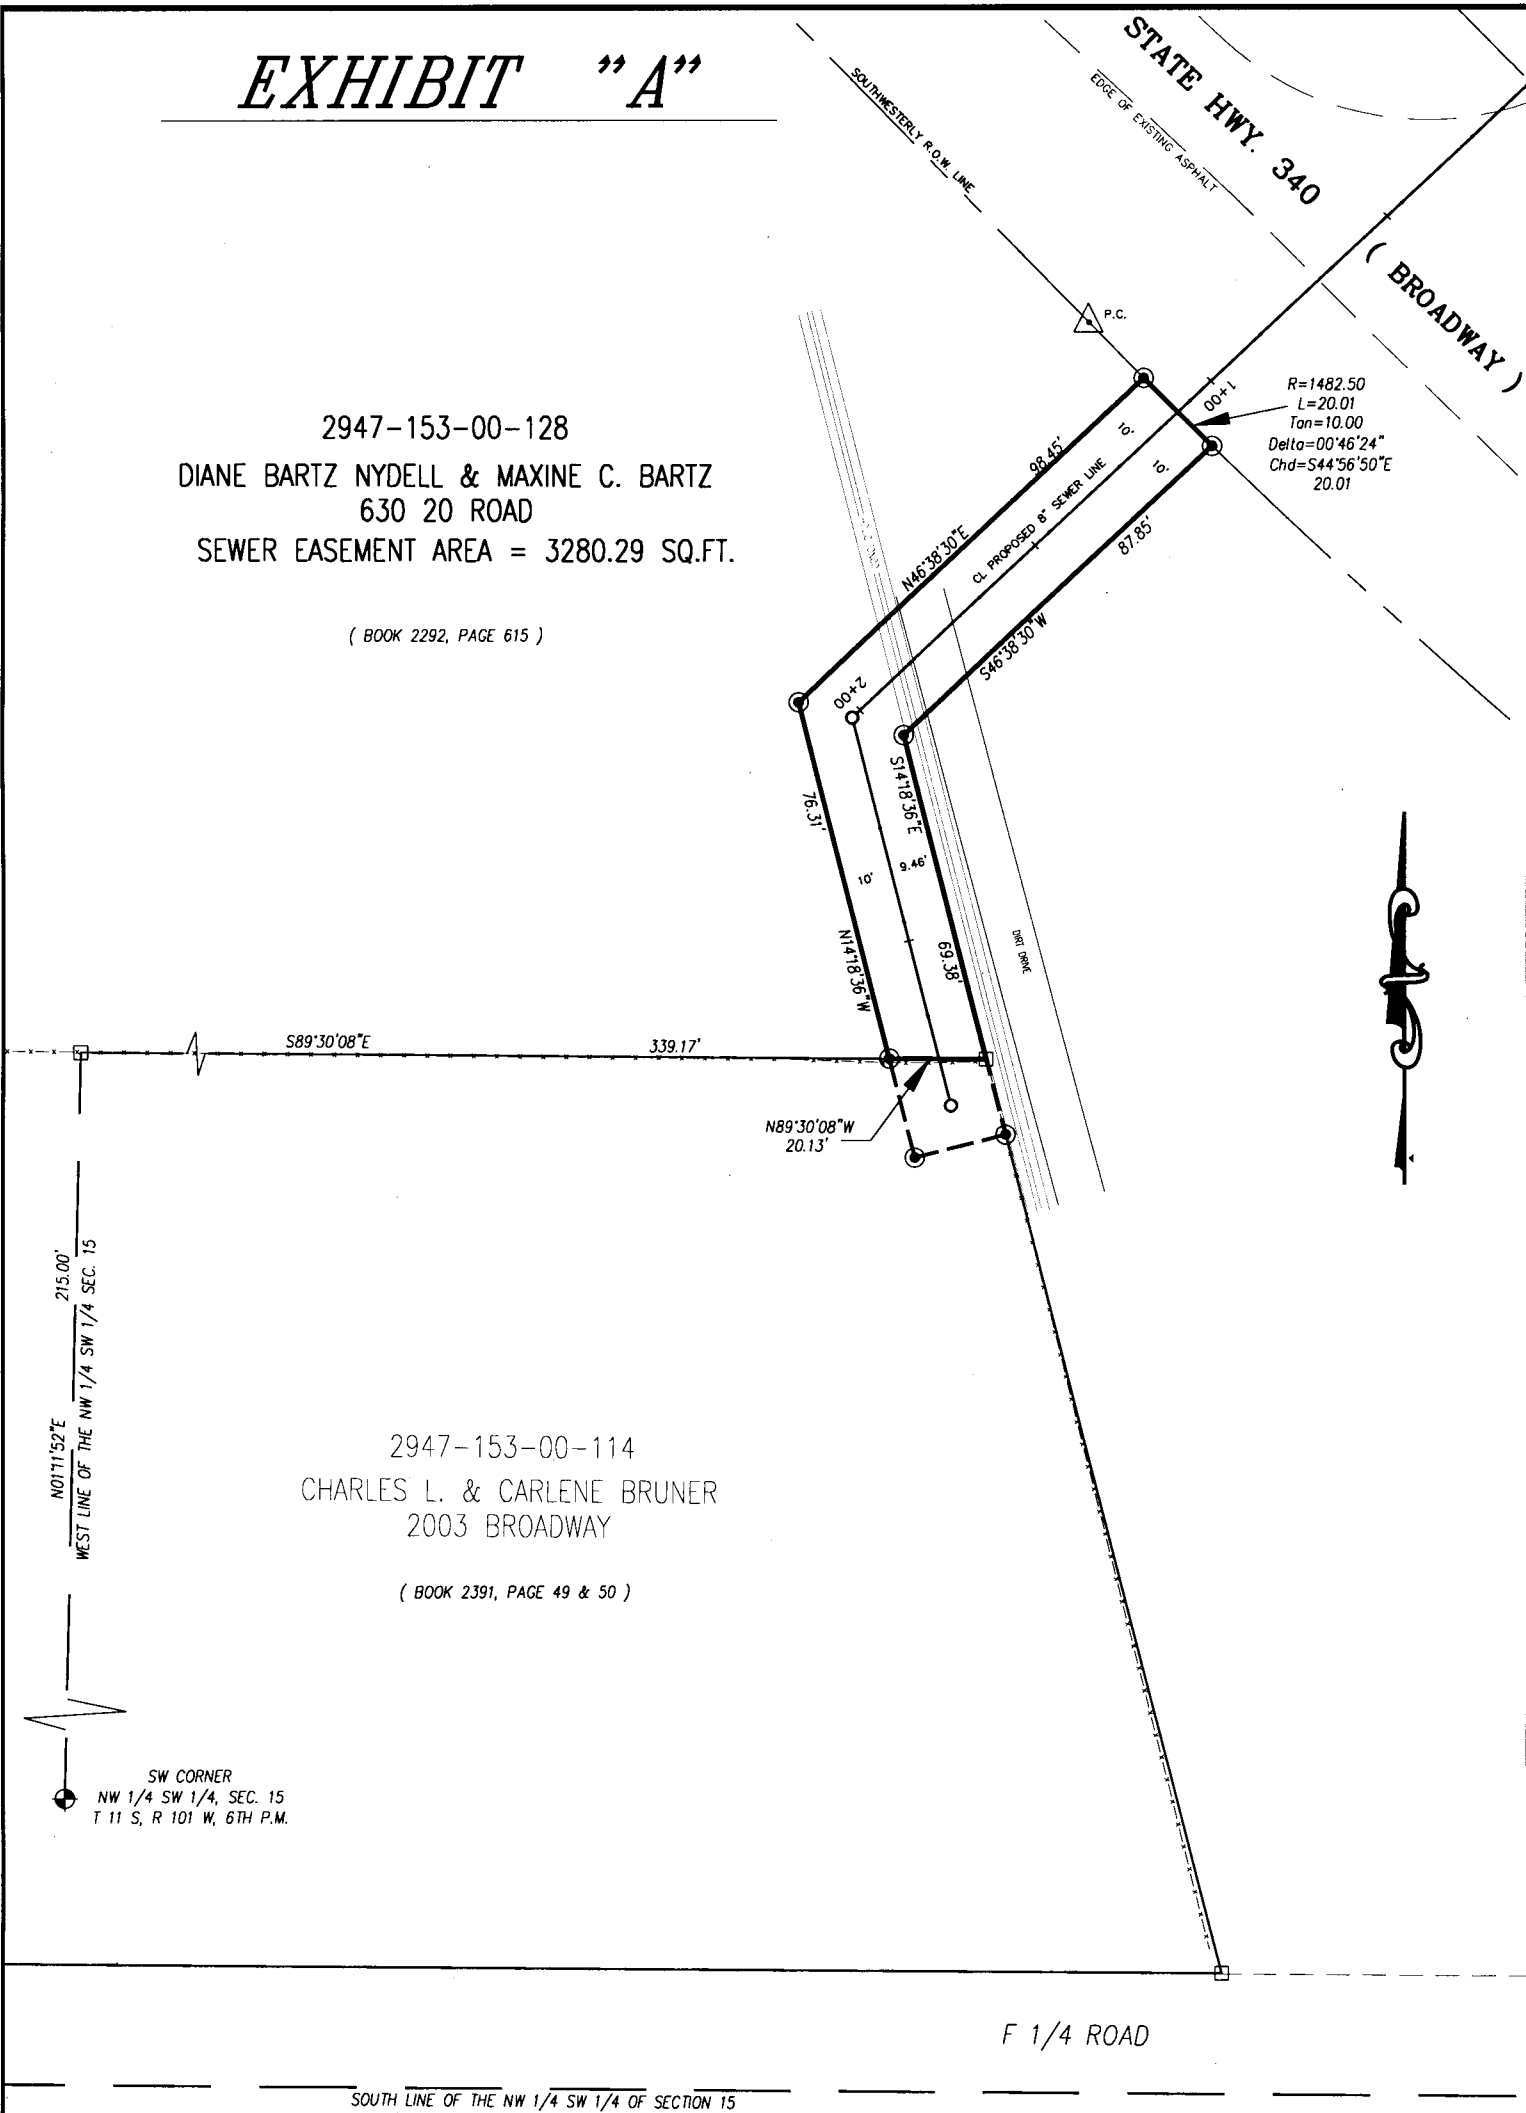 EXHIBIT "A"
STATE HWY. 340
( BROADWAY )
EDGE OF EXISTING ASPHALT
SOUTHWESTERLY R.O.W. LINE
P.C.
1+00
R=1482.50
L=20.01
Tan=10.00
Delta=00°46'24"
Chd=S44°56'50"E
20.01
2947-153-00-128
DIANE BARTZ NYDELL & MAXINE C. BARTZ
630 20 ROAD
SEWER EASEMENT AREA = 3280.29 SQ.FT.
( BOOK 2292, PAGE 615 )
98.45'
N46°38'30"E
10'
10'
CL PROPOSED 8" SEWER LINE
87.85'
S46°38'30"W
2+00
S14°18'36"E
76.31'
9.46'
10'
N14°18'36"W
69.38'
DIRT DRIVE
S89°30'08"E
339.17'
N89°30'08"W
20.13'
215.00'
N01°11'52"E
WEST LINE OF THE NW 1/4 SW 1/4 SEC. 15
2947-153-00-114
CHARLES L. & CARLENE BRUNER
2003 BROADWAY
( BOOK 2391, PAGE 49 & 50 )
SW CORNER
NW 1/4 SW 1/4, SEC. 15
T 11 S, R 101 W, 6TH P.M.
F 1/4 ROAD
SOUTH LINE OF THE NW 1/4 SW 1/4 OF SECTION 15